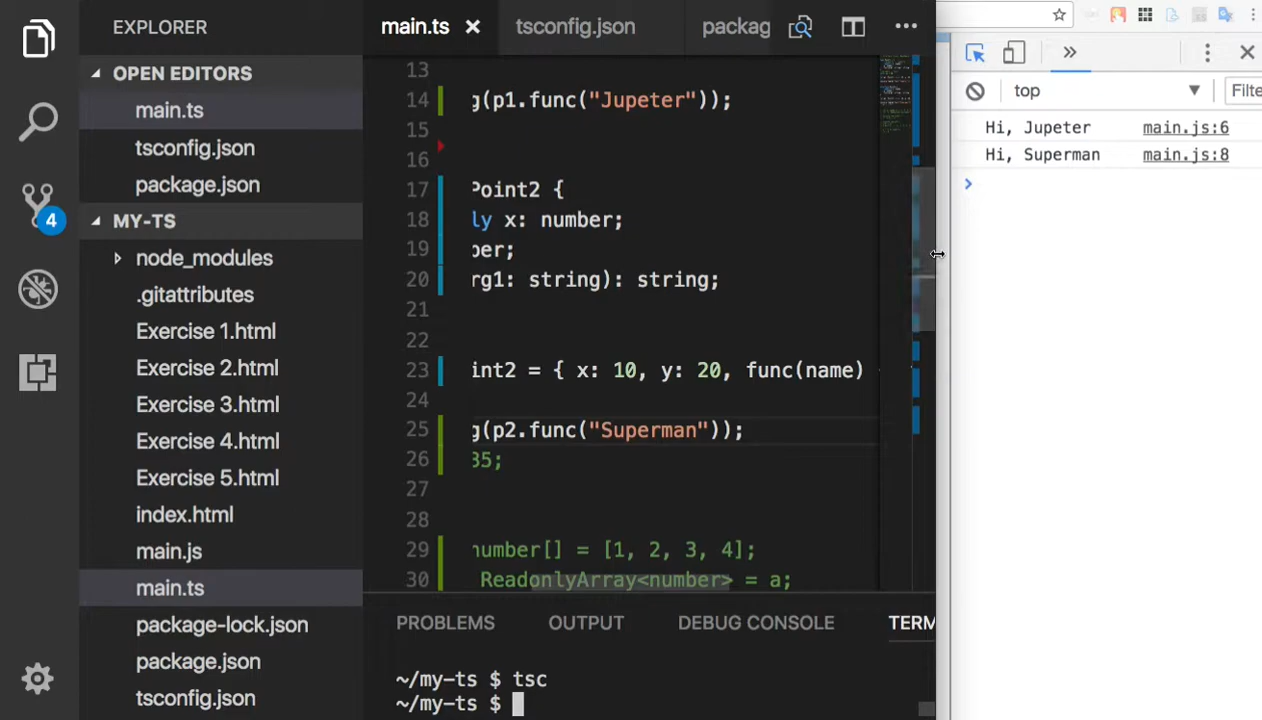 EXPLORER
OPEN EDITORS
main.ts
tsconfig.json
package.json
4
MY-TS
node_modules
.gitattributes
Exercise 1.html
Exercise 2.html
Exercise 3.html
Exercise 4.html
Exercise 5.html
index.html
main.js
main.ts
package-lock.json
package.json
tsconfig.json
main.ts tsconfig.json packag
13
14 g(p1.func("Jupeter"));
15
16
17 Point2 {
18 ly x: number;
19 ber;
20 rg1: string): string;
21
22
23 int2 = { x: 10, y: 20, func(name)
24
25 g(p2.func("Superman"));
26 35;
27
28
29 number[] = [1, 2, 3, 4];
30 ReadonlyArray<number> = a;
PROBLEMS OUTPUT DEBUG CONSOLE TERM
~/my-ts $ tsc
~/my-ts $
top Filte
Hi, Jupeter main.js:6
Hi, Superman main.js:8